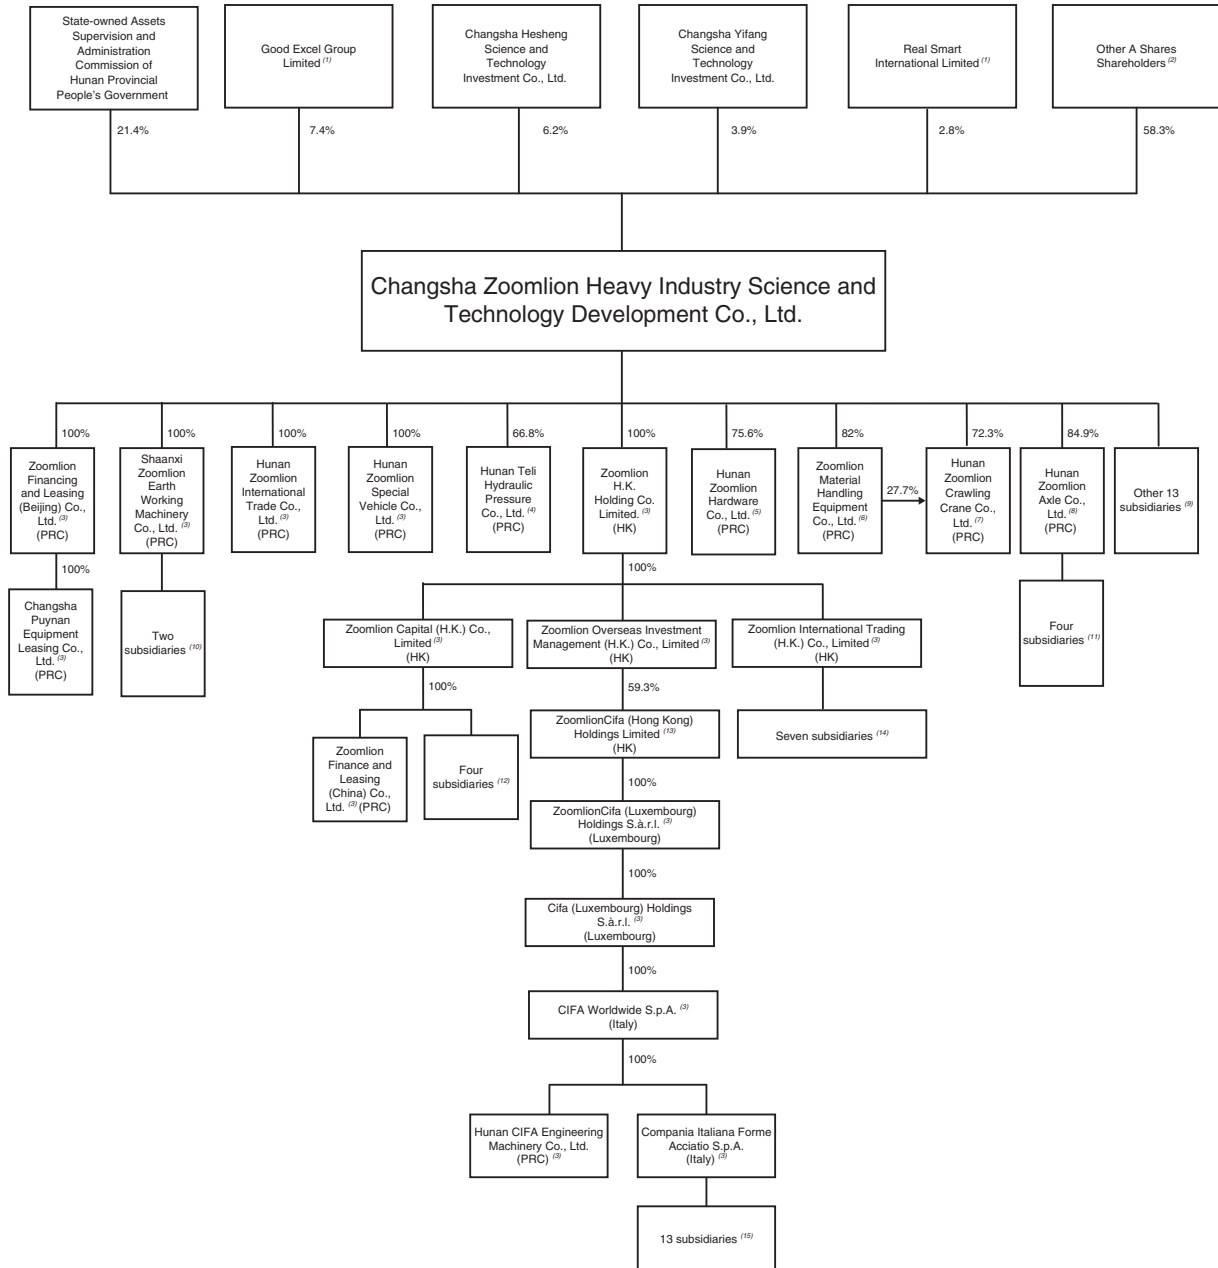 State-owned Assets
Supervision and
Administration
Commission of
Hunan Provincial
People's Government
Good Excel Group
Limited (1)
Changsha Hesheng
Science and
Technology
Investment Co., Ltd.
Changsha Yifang
Science and
Technology
Investment Co., Ltd.
Real Smart
International Limited (1)
Other A Shares
Shareholders (2)
21.4%
7.4%
6.2%
3.9%
2.8%
58.3%
Changsha Zoomlion Heavy Industry Science and
Technology Development Co., Ltd.
100%
100%
100%
100%
66.8%
100%
75.6%
82%
72.3%
84.9%
Zoomlion
Financing
and Leasing
(Beijing) Co.,
Ltd. (3)
(PRC)
Shaanxi
Zoomlion
Earth
Working
Machinery
Co., Ltd. (3)
(PRC)
Hunan
Zoomlion
International
Trade Co.,
Ltd. (3)
(PRC)
Hunan
Zoomlion
Special
Vehicle Co.,
Ltd. (3)
(PRC)
Hunan Teli
Hydraulic
Pressure
Co., Ltd. (4)
(PRC)
Zoomlion
H.K.
Holding Co.
Limited. (3)
(HK)
Hunan
Zoomlion
Hardware
Co., Ltd. (5)
(PRC)
Zoomlion
Material
Handling
Equipment
Co., Ltd. (6)
(PRC)
27.7%
Hunan
Zoomlion
Crawling
Crane Co.,
Ltd. (7)
(PRC)
Hunan
Zoomlion
Axle Co.,
Ltd. (8)
(PRC)
Other 13
subsidiaries (9)
100%
100%
Changsha
Puynan
Equipment
Leasing Co.,
Ltd. (3)
(PRC)
Two
subsidiaries (10)
Zoomlion Capital (H.K.) Co.,
Limited (3)
(HK)
Zoomlion Overseas Investment
Management (H.K.) Co., Limited (3)
(HK)
Zoomlion International Trading
(H.K.) Co., Limited (3)
(HK)
Four
subsidiaries (11)
100%
59.3%
Zoomlion
Finance and
Leasing
(China) Co.,
Ltd. (3) (PRC)
Four
subsidiaries (12)
ZoomlionCifa (Hong Kong)
Holdings Limited (13)
(HK)
Seven subsidiaries (14)
100%
ZoomlionCifa (Luxembourg)
Holdings S.à.r.l. (3)
(Luxembourg)
100%
Cifa (Luxembourg) Holdings
S.à.r.l. (3)
(Luxembourg)
100%
CIFA Worldwide S.p.A. (3)
(Italy)
100%
Hunan CIFA Engineering
Machinery Co., Ltd.
(PRC) (3)
Compania Italiana Forme
Acciatio S.p.A.
(Italy) (3)
13 subsidiaries (15)